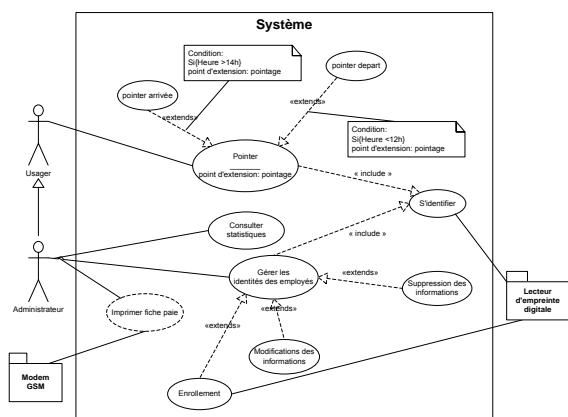 Système
Condition:
Si{Heure >14h}
point d'extension: pointage
pointer depart
pointer arrivée
«extends»
«extends»
Condition:
Si{Heure <12h}
point d'extension: pointage
Pointer
point d'extension: pointage
Usager
« include »
S'identifier
Consulter
statistiques
« include »
Gérer les
identités des employés
«extends»
Suppression des
informations
Administrateur
Imprimer fiche paie
«extends»
«extends»
Lecteur
d'empreinte
digitale
Modifications des
informations
Modem
GSM
Enrollement